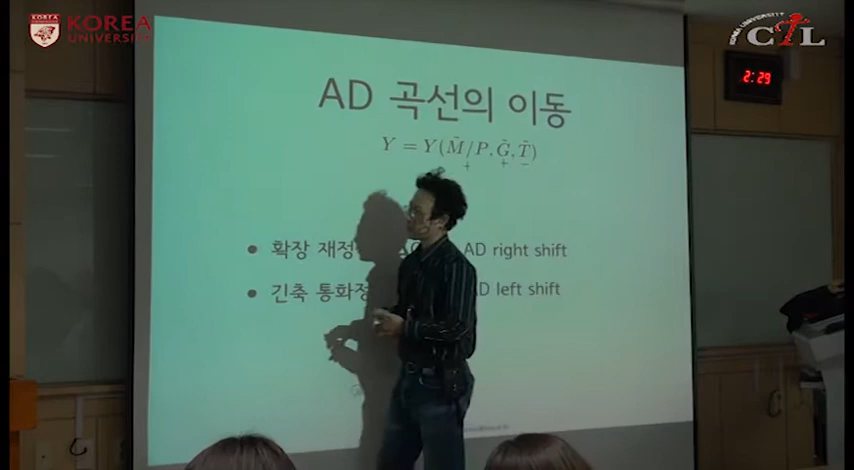 KOREA
UNIVERSITY
KOREA UNIVERSITY
CTL
2:29
AD 곡선의 이동
Y = Y(M̄/P, Ḡ, T̄)
+ + −
• 확장 재정 AD right shift
• 긴축 통화정 AD left shift